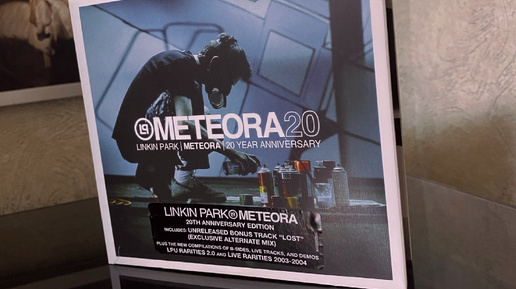 METEORA20
LINKIN PARK | METEORA | 20 YEAR ANNIVERSARY
LINKIN PARK METEORA
20TH ANNIVERSARY EDITION
INCLUDES: UNRELEASED BONUS TRACK "LOST"
(EXCLUSIVE ALTERNATE MIX)
PLUS THE NEW COMPILATIONS OF B-SIDES, LIVE TRACKS, AND DEMOS
LPU RARITIES 2.0 AND LIVE RARITIES 2003-2004